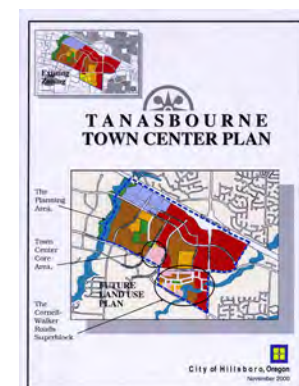 Existing
Zoning
TANASBOURNE
TOWN CENTER PLAN
The
Planning
Area.
Town
Center
Core
Area.
The
Cornell-
Walker
Roads
Superblock
FUTURE
LAND USE
PLAN
City of Hillsboro, Oregon
November 2000